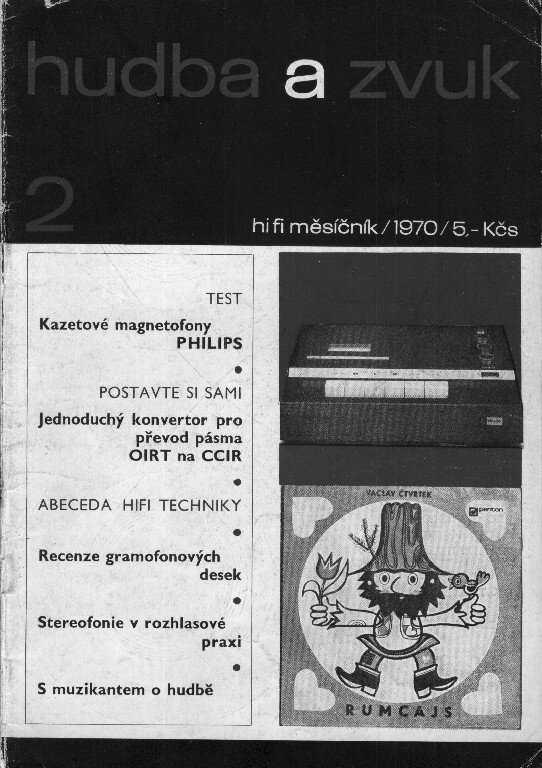 hudba a zvuk
2
hi fi měsíčník / 1970 / 5,- Kčs
TEST
Kazetové magnetofony
PHILIPS
●
POSTAVTE SI SAMI
Jednoduchý konvertor pro
převod pásma
OIRT na CCIR
●
ABECEDA HIFI TECHNIKY
●
Recenze gramofonových
desek
●
Stereofonie v rozhlasové
praxi
●
S muzikantem o hudbě
VÁCLAV ČTVRTEK
panton
RUMCAJS